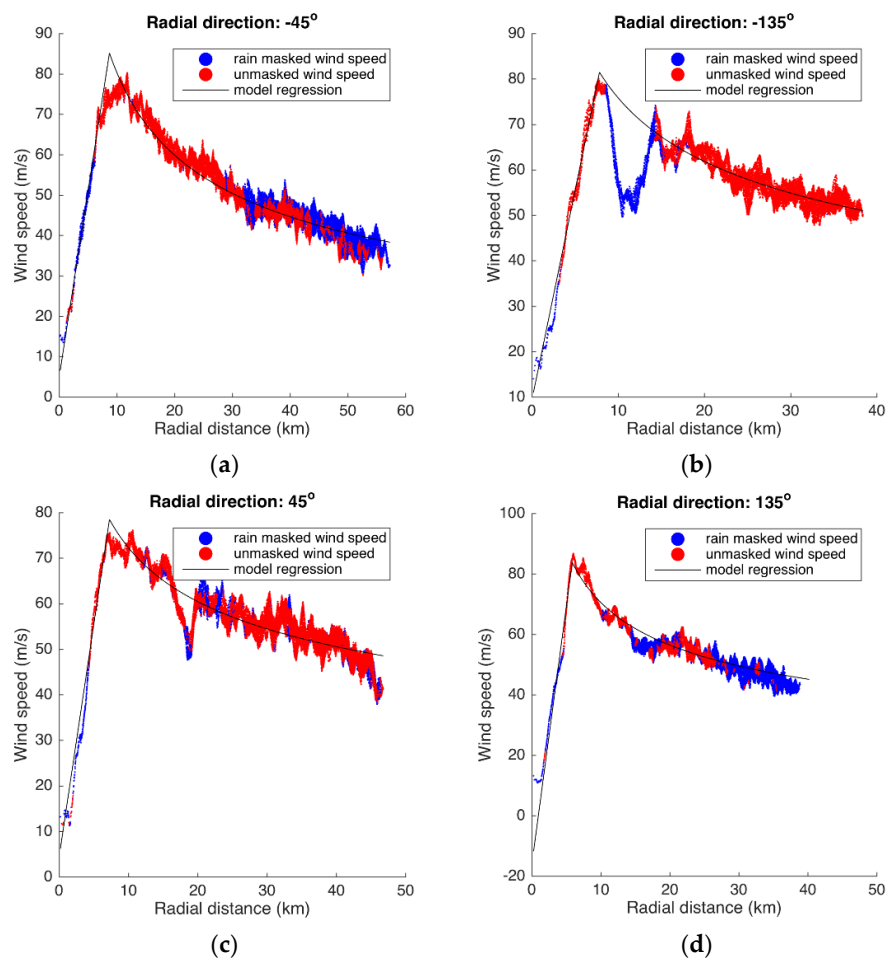 Radial direction: -45º
90
80
70
60
50
40
30
20
10
0
Wind speed (m/s)
rain masked wind speed
unmasked wind speed
model regression
0 10 20 30 40 50 60
Radial distance (km)
(a)
Radial direction: -135º
90
80
70
60
50
40
30
20
10
Wind speed (m/s)
rain masked wind speed
unmasked wind speed
model regression
0 10 20 30 40
Radial distance (km)
(b)
Radial direction: 45º
80
70
60
50
40
30
20
10
0
Wind speed (m/s)
rain masked wind speed
unmasked wind speed
model regression
0 10 20 30 40 50
Radial distance (km)
(c)
Radial direction: 135º
100
80
60
40
20
0
-20
Wind speed (m/s)
rain masked wind speed
unmasked wind speed
model regression
0 10 20 30 40 50
Radial distance (km)
(d)